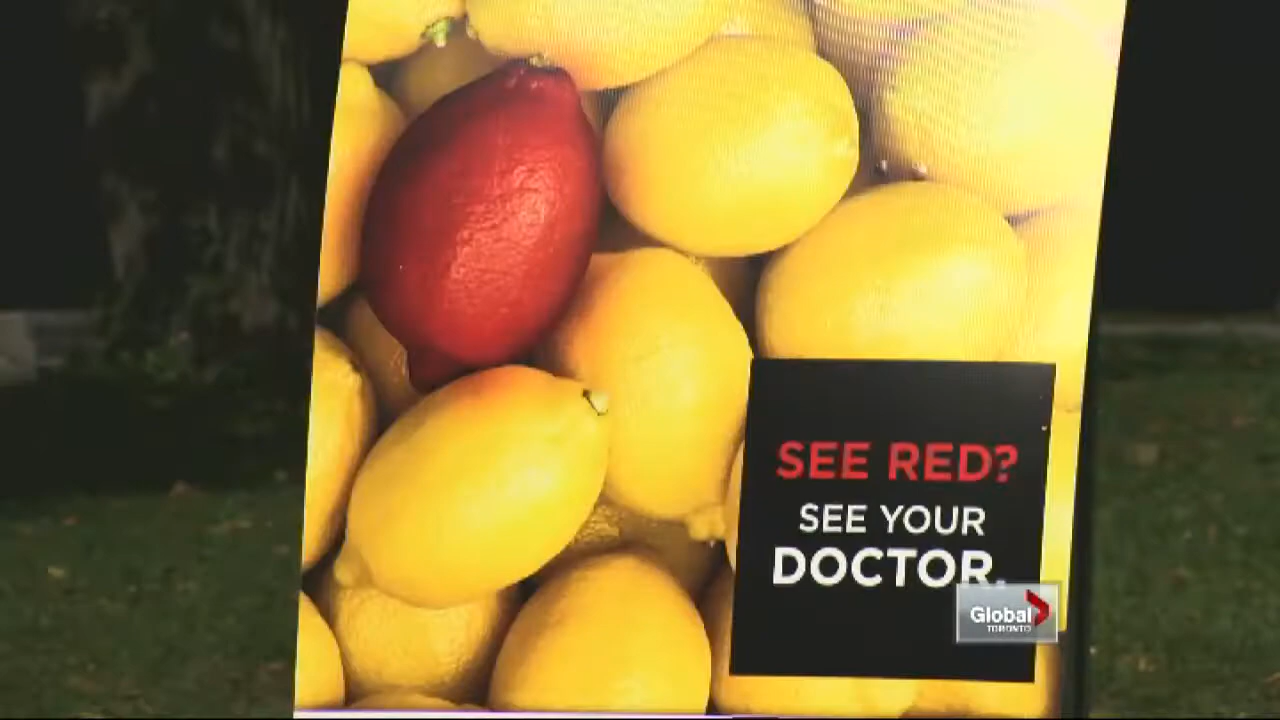 SEE RED?
SEE YOUR
DOCTOR.
Global
TORONTO